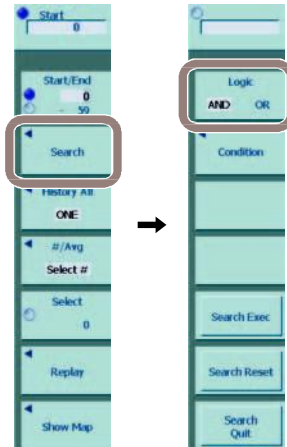 Start
0
Start/End
0
- 59
Search
History All
ONE
#/Avg
Select #
Select
0
Replay
Show Map
Logic
AND OR
Condition
Search Exec
Search Reset
Search
Quit